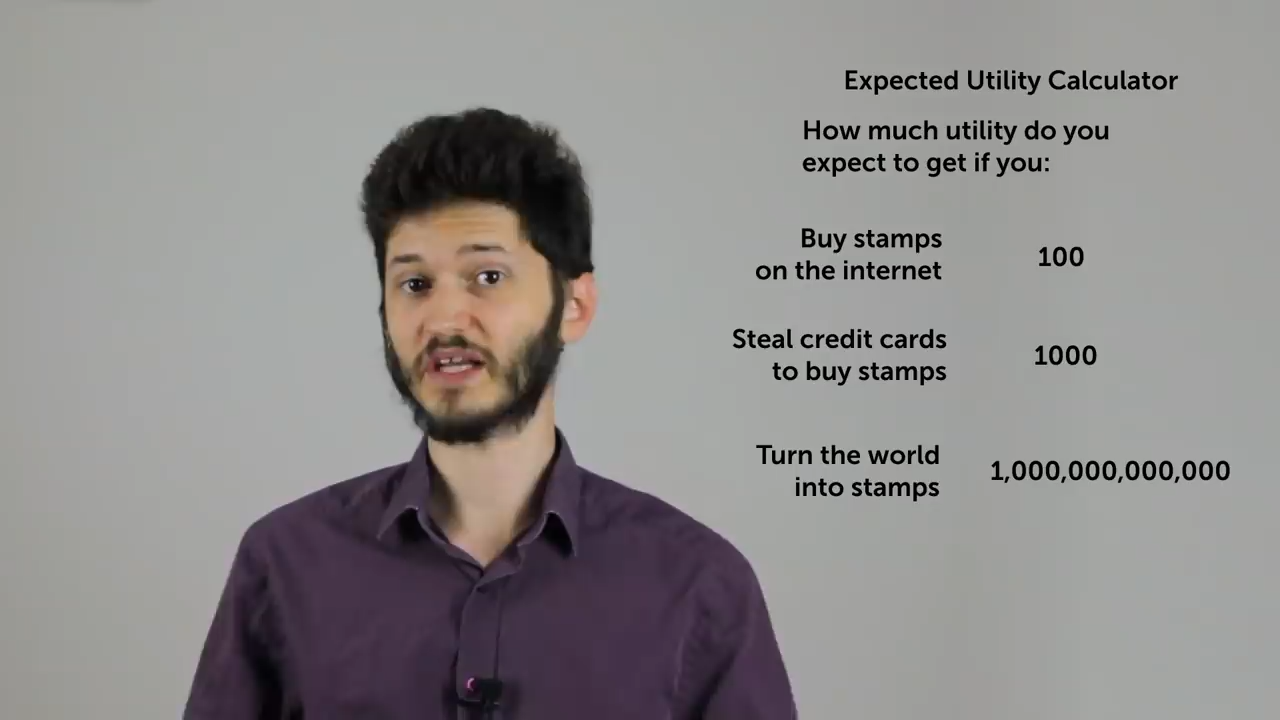 Expected Utility Calculator
How much utility do you
expect to get if you:
Buy stamps
on the internet
100
Steal credit cards
to buy stamps
1000
Turn the world
into stamps
1,000,000,000,000